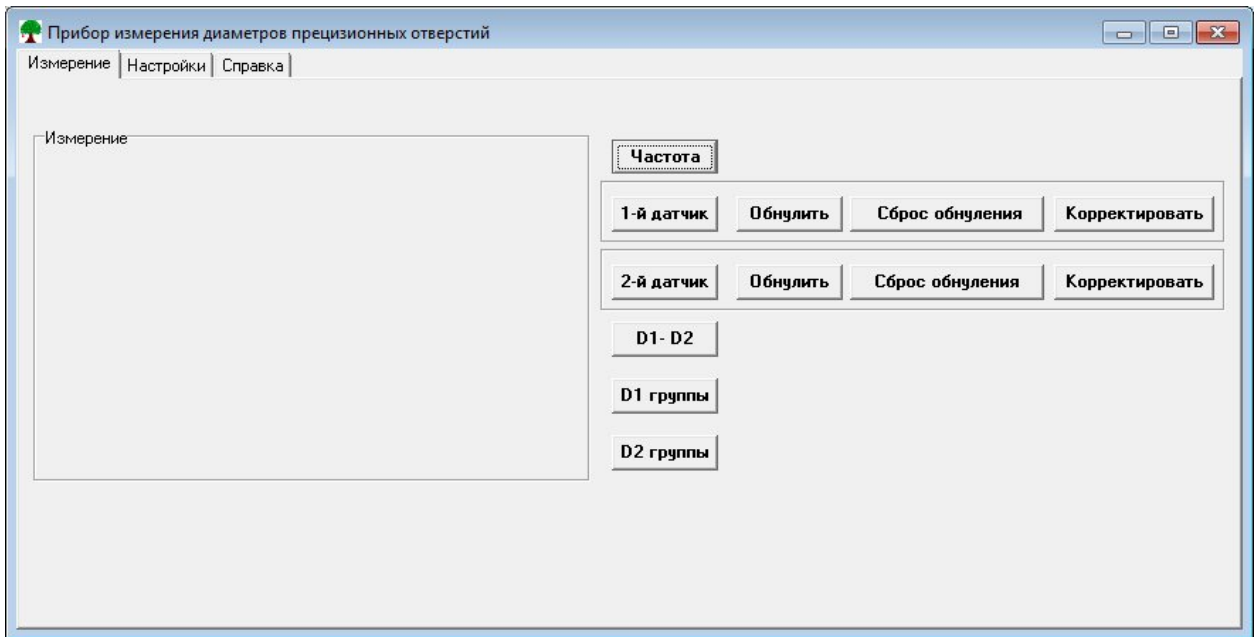 Прибор измерения диаметров прецизионных отверстий
Измерение Настройки Справка
Измерение
Частота
1-й датчик Обнулить Сброс обнуления Корректировать
2-й датчик Обнулить Сброс обнуления Корректировать
D1- D2
D1 группы
D2 группы